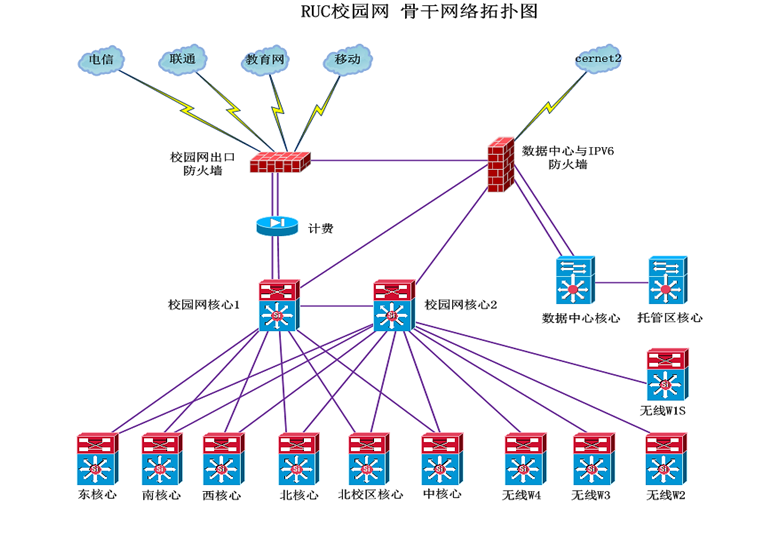 RUC校园网 骨干网络拓扑图
电信
联通
教育网
移动
cernet2
校园网出口
防火墙
数据中心与IPV6
防火墙
计费
校园网核心1
校园网核心2
数据中心核心
托管区核心
无线W1S
东核心
南核心
西核心
北核心
北校区核心
中核心
无线W4
无线W3
无线W2